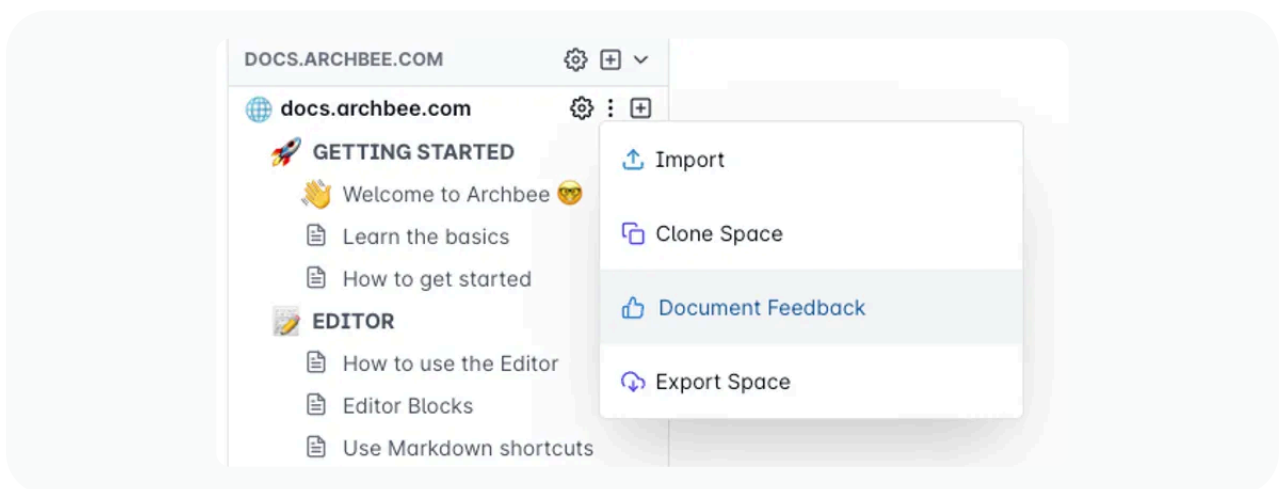 DOCS.ARCHBEE.COM
docs.archbee.com
GETTING STARTED
Welcome to Archbee
Learn the basics
How to get started
EDITOR
How to use the Editor
Editor Blocks
Use Markdown shortcuts
Import
Clone Space
Document Feedback
Export Space